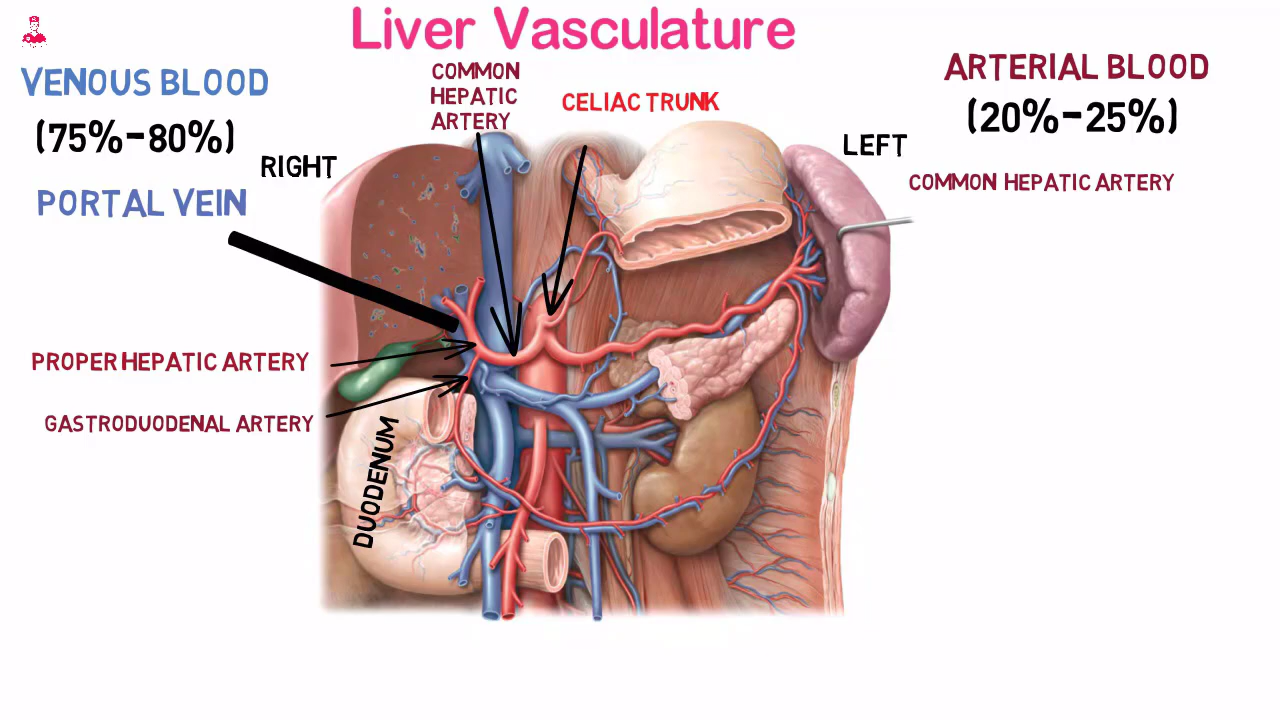 Liver Vasculature
VENOUS BLOOD
(75%-80%)
PORTAL VEIN
RIGHT
COMMON
HEPATIC
ARTERY
CELIAC TRUNK
ARTERIAL BLOOD
(20%-25%)
LEFT
COMMON HEPATIC ARTERY
PROPER HEPATIC ARTERY
GASTRODUODENAL ARTERY
DUODENUM